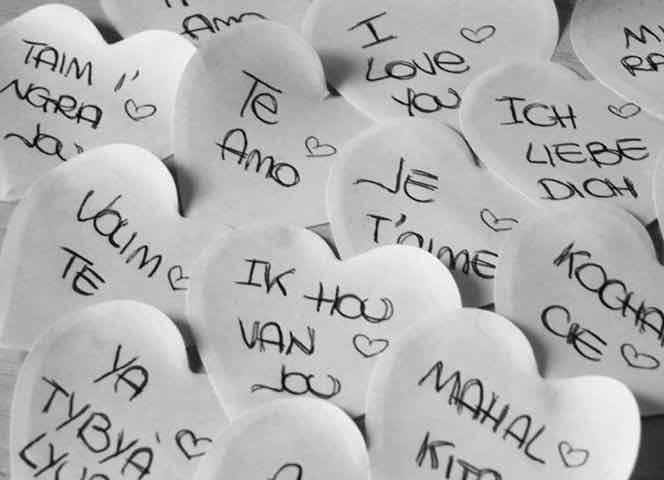 AMO
I
LOVE
YOU
TAIM I'
NGRA
TE
AMO
ICH
LIEBE
DICH
JE
T'AIME
VOLIM
TE
IK HOU
VAN
JOU
KOCHA
CIE
YA
TYBYA'
MAHAL
KITA